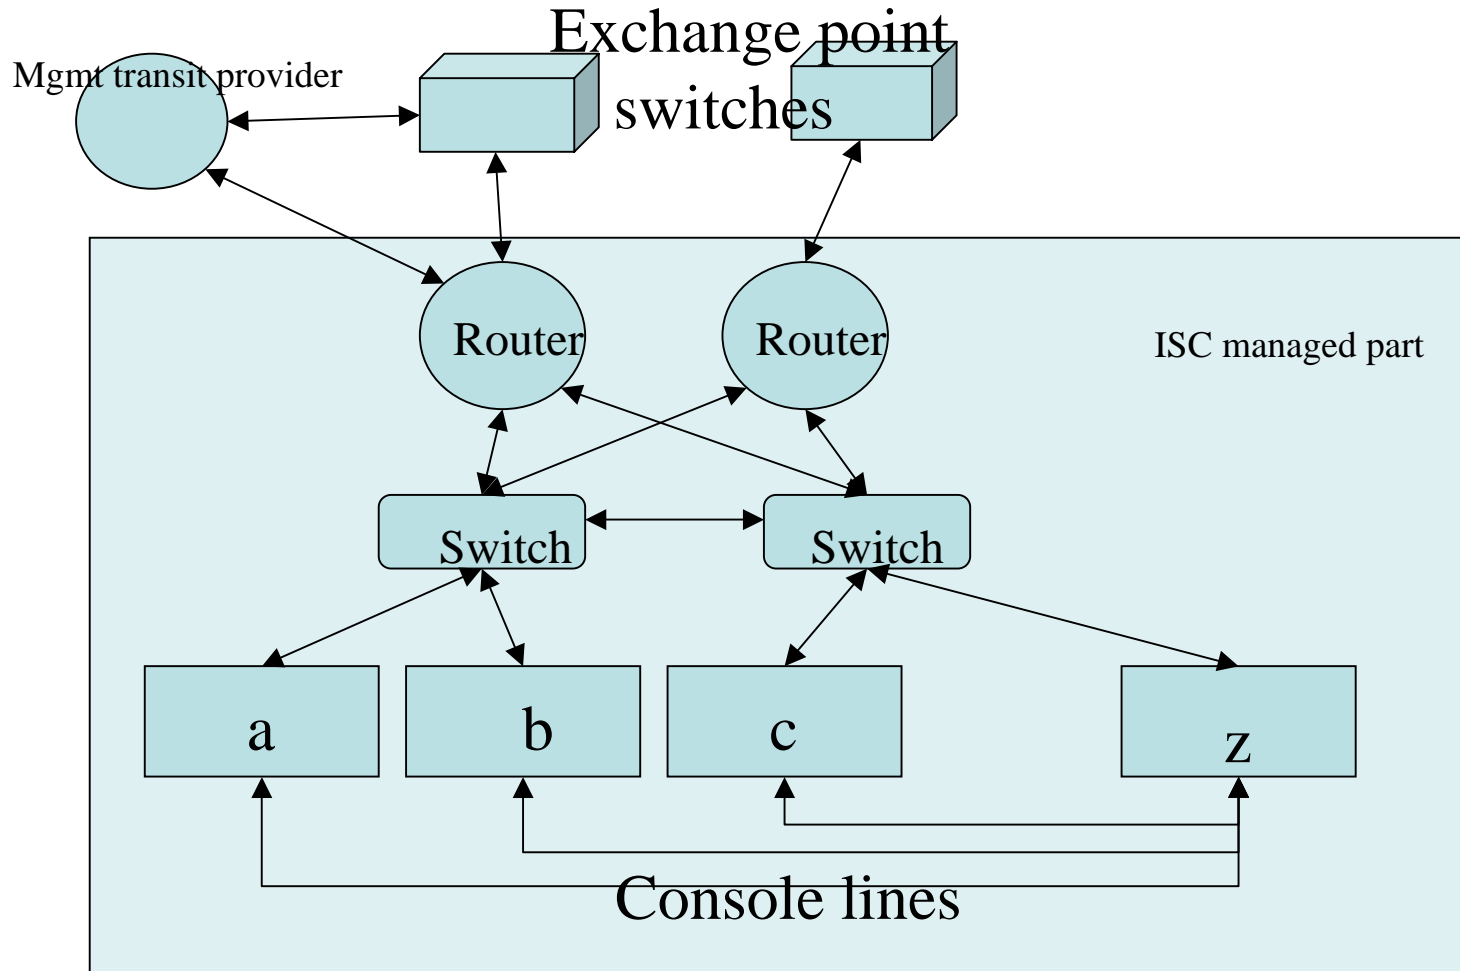 Exchange point
switches
Mgmt transit provider
Router
Router
ISC managed part
Switch
Switch
a
b
c
z
Console lines